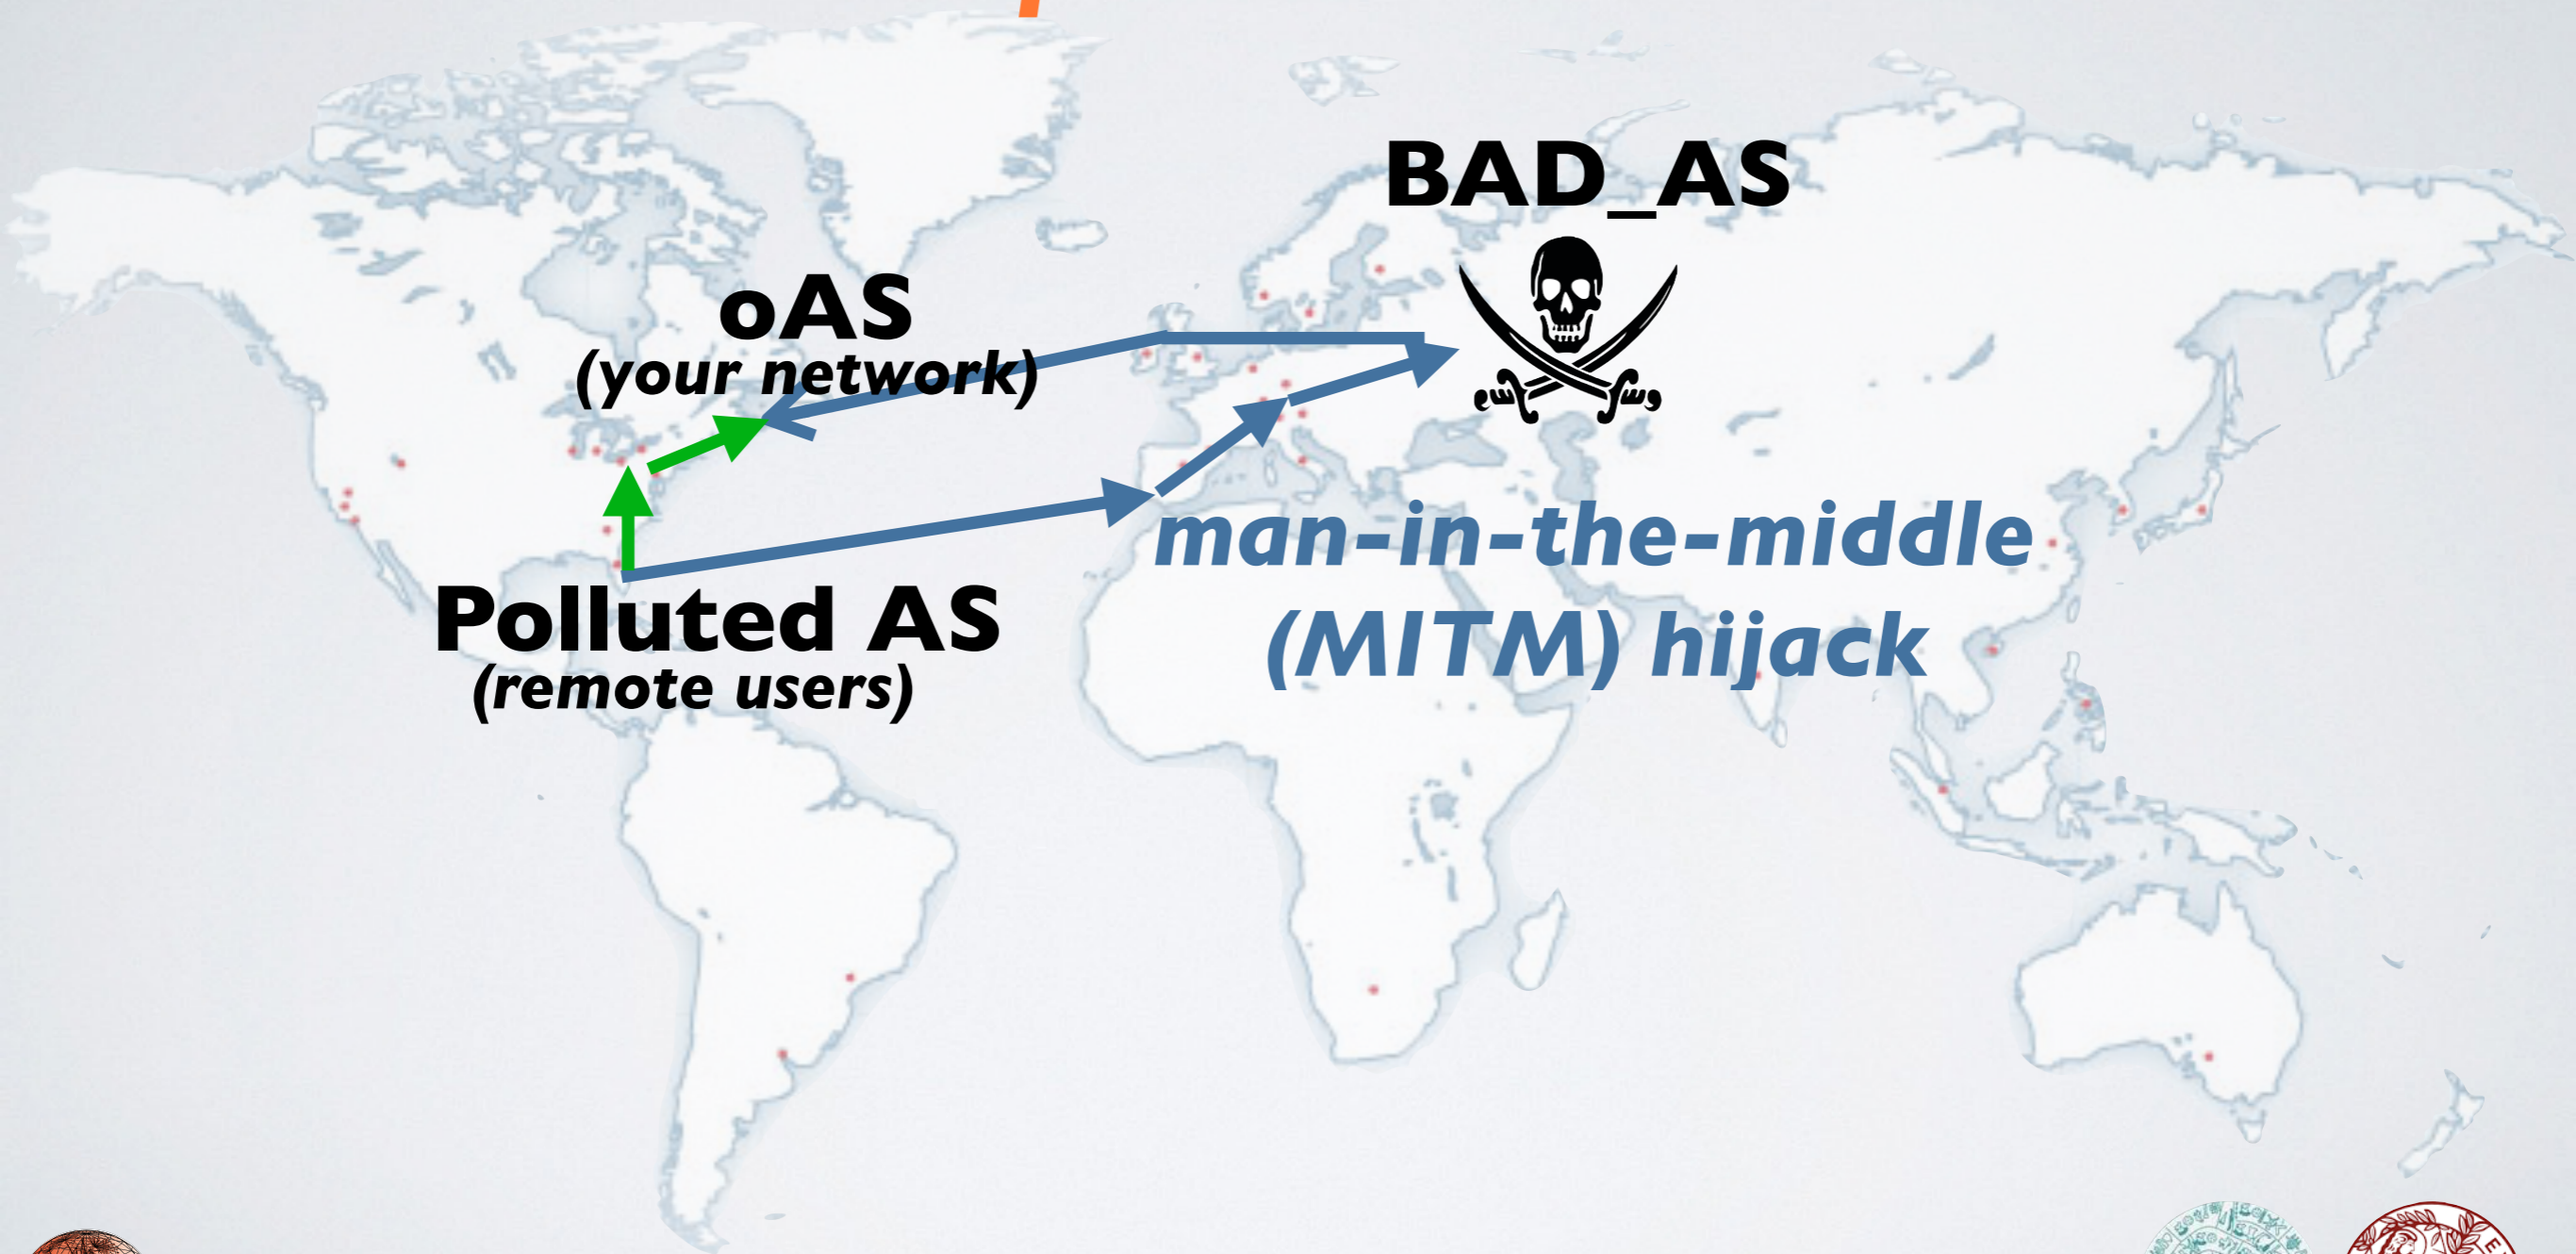 BAD_AS
oAS
(your network)
man-in-the-middle
(MITM) hijack
Polluted AS
(remote users)